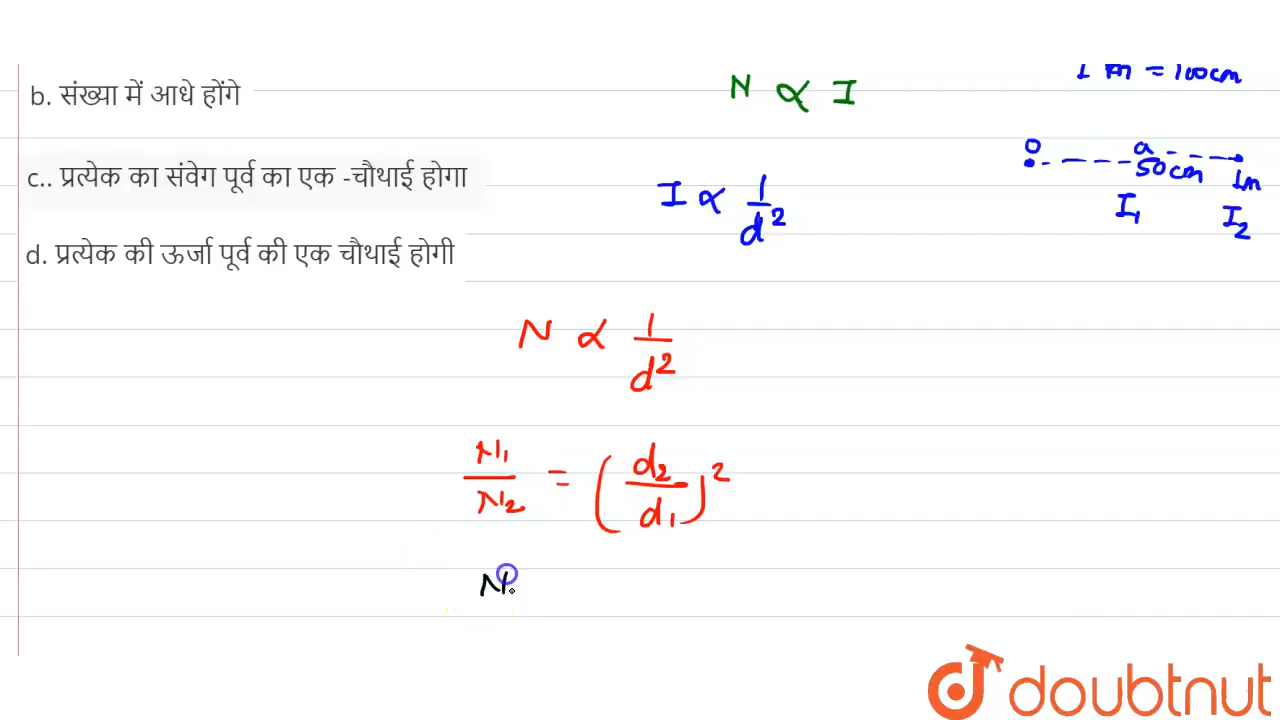 1 m = 100cm
b. संख्या में आधे होंगे
N ∝ I
O a
50cm 1m
I₁ I₂
c.. प्रत्येक का संवेग पूर्व का एक -चौथाई होगा
I ∝ 1/d²
d. प्रत्येक की ऊर्जा पूर्व की एक चौथाई होगी
N ∝ 1/d²
N₁/N₂ = (d₂/d₁)²
N
doubtnut